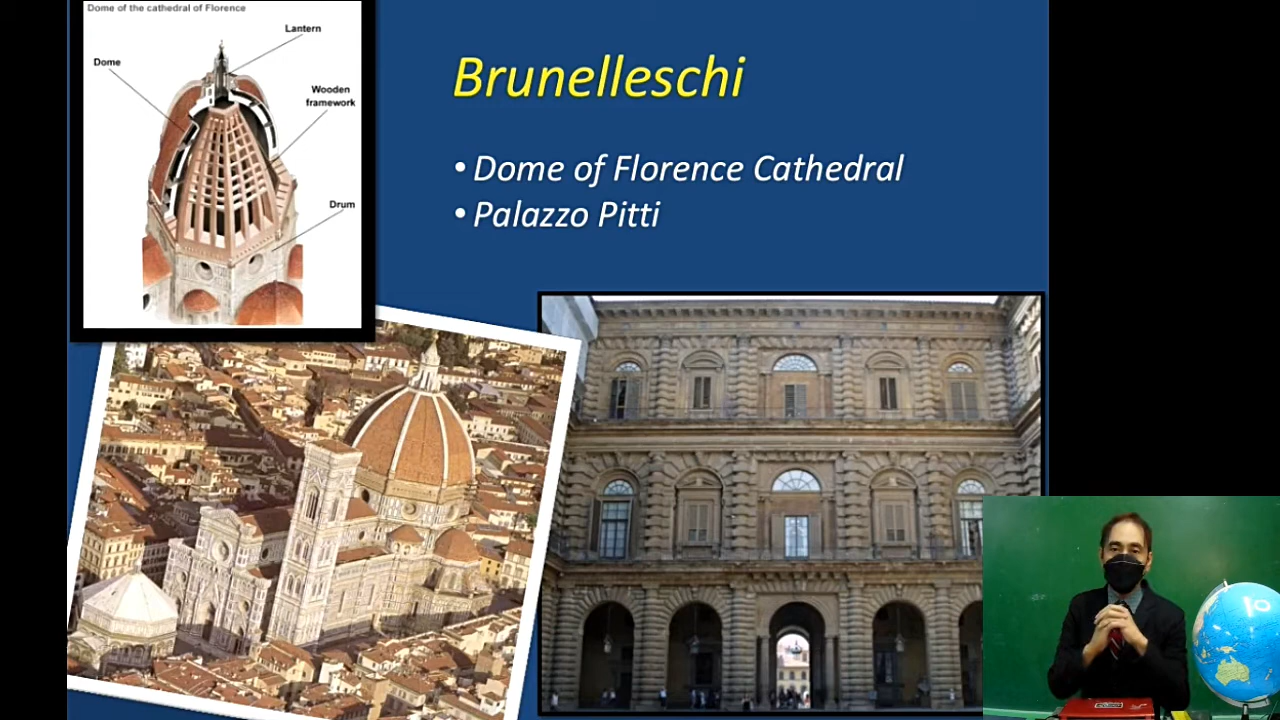 Dome of the cathedral of Florence
Lantern
Dome
Wooden
framework
Drum
Brunelleschi
• Dome of Florence Cathedral
• Palazzo Pitti